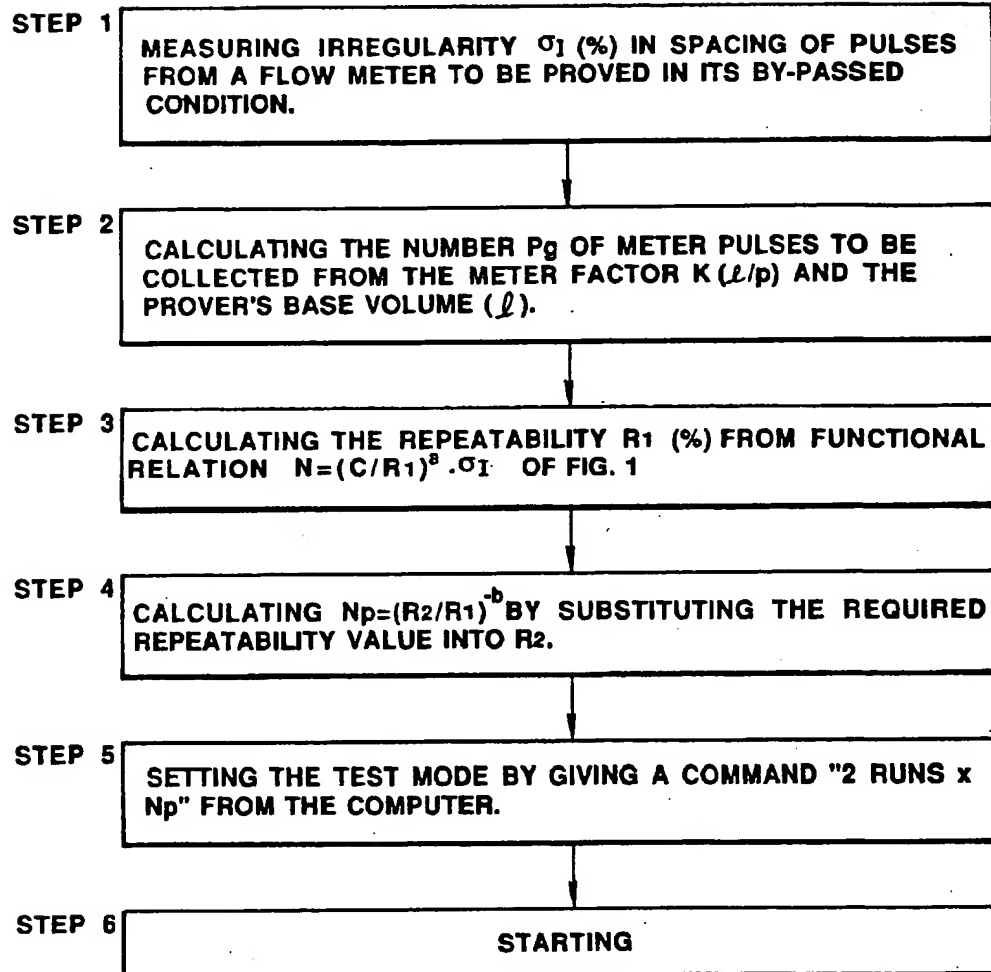 STEP 1
MEASURING IRREGULARITY σI (%) IN SPACING OF PULSES
FROM A FLOW METER TO BE PROVED IN ITS BY-PASSED
CONDITION.
STEP 2
CALCULATING THE NUMBER Pg OF METER PULSES TO BE
COLLECTED FROM THE METER FACTOR K (ℓ/p) AND THE
PROVER'S BASE VOLUME (ℓ).
STEP 3
CALCULATING THE REPEATABILITY R1 (%) FROM FUNCTIONAL
RELATION N=(C/R1)^a ·σI OF FIG. 1
STEP 4
CALCULATING Np=(R2/R1)^-b BY SUBSTITUTING THE REQUIRED
REPEATABILITY VALUE INTO R2.
STEP 5
SETTING THE TEST MODE BY GIVING A COMMAND "2 RUNS x
Np" FROM THE COMPUTER.
STEP 6
STARTING